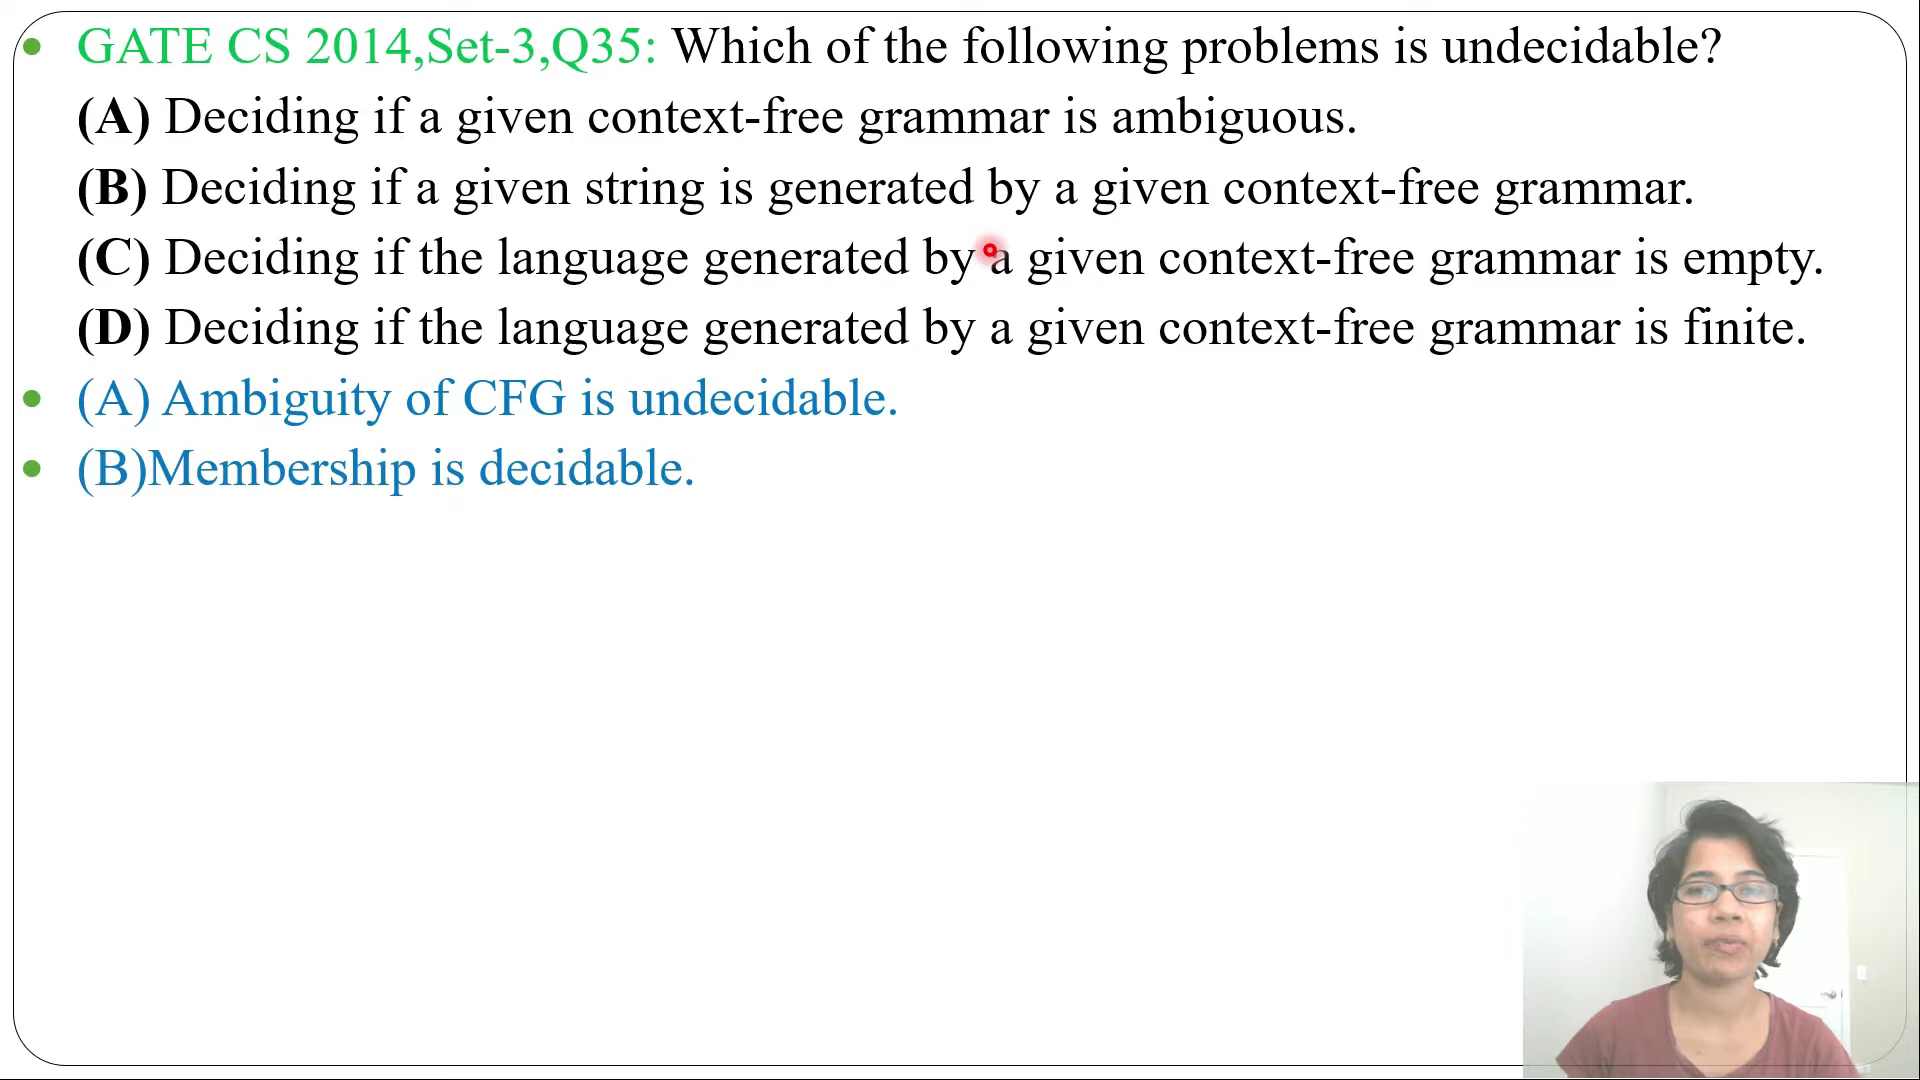 GATE CS 2014,Set-3,Q35: Which of the following problems is undecidable?
(A) Deciding if a given context-free grammar is ambiguous.
(B) Deciding if a given string is generated by a given context-free grammar.
(C) Deciding if the language generated by a given context-free grammar is empty.
(D) Deciding if the language generated by a given context-free grammar is finite.
(A) Ambiguity of CFG is undecidable.
(B)Membership is decidable.